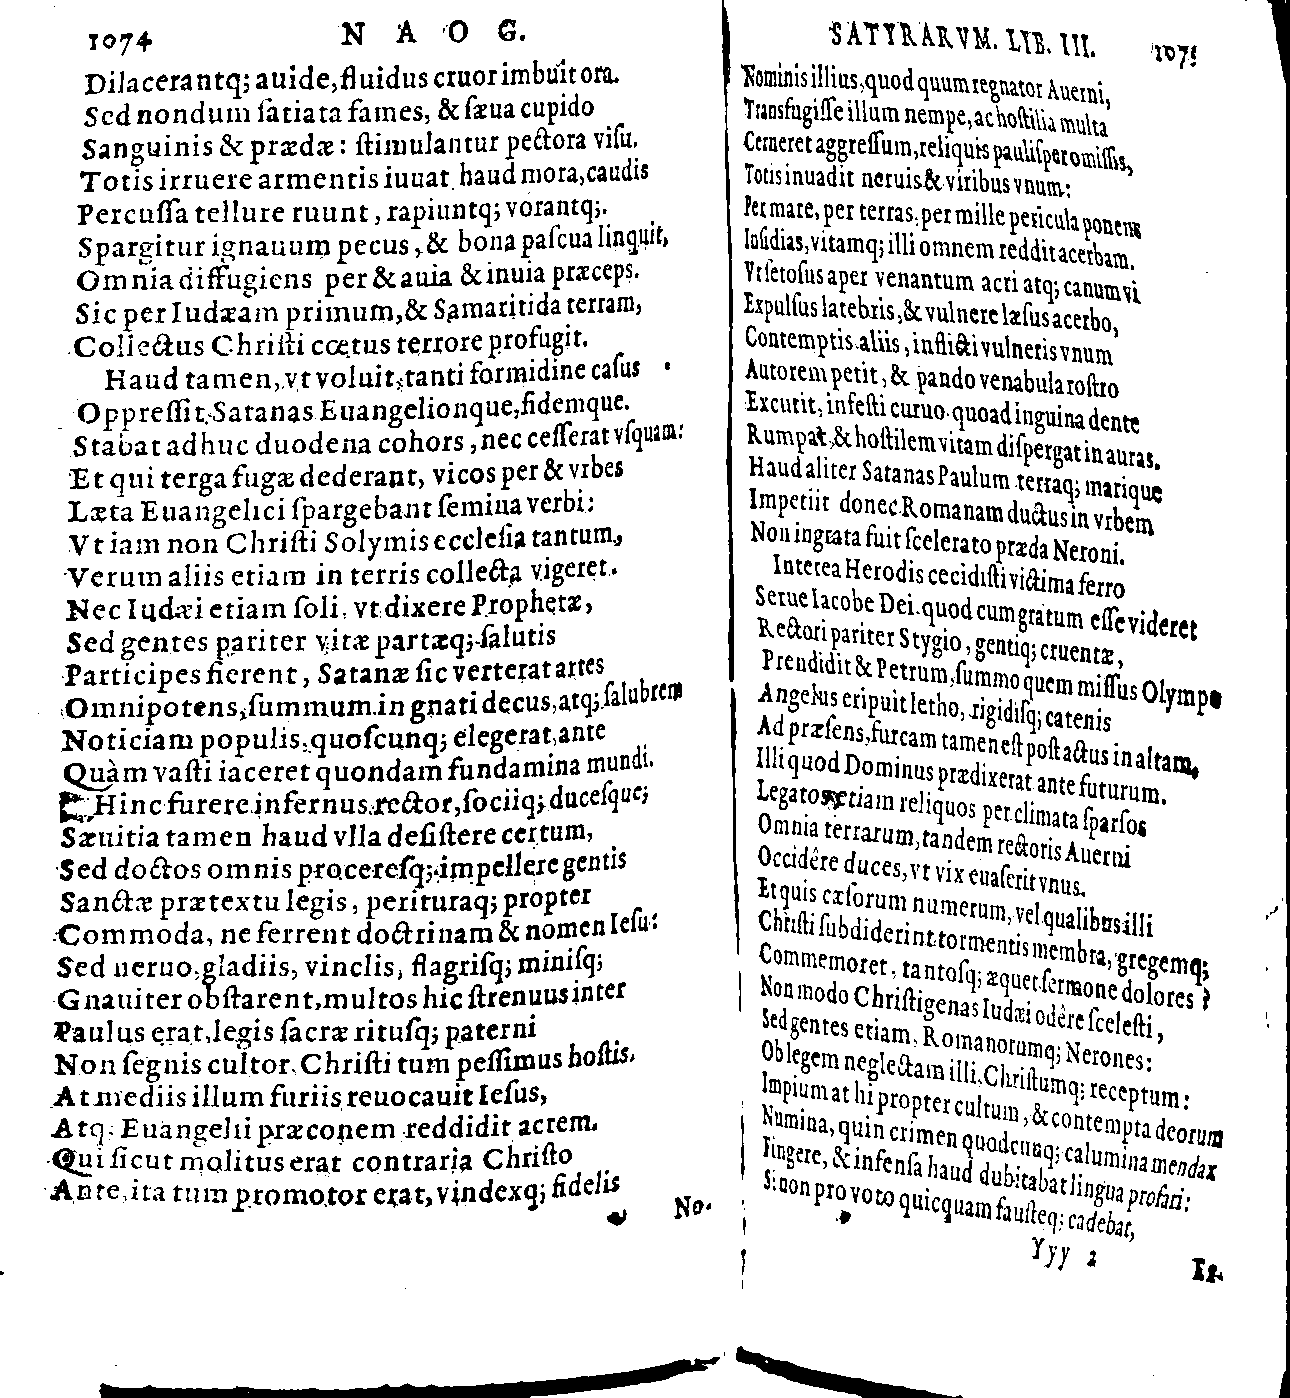 1074 NAOG.
Dilacerantq; auide, fluidus cruor imbuit ora.
Sed nondum ſatiata fames, & ſæua cupido
Sanguinis & prædæ: ſtimulantur pectora viſu.
Totis irruere armentis iuuat haud mora, caudis
Percuſſa tellure ruunt, rapiuntq; vorantq;.
Spargitur ignauum pecus, & bona paſcua linquit,
Omnia diffugiens per & auia & inuia præceps.
Sic per Iudæam primum, & Samaritida terram,
Collectus Chriſti cœtus terrore profugit.
Haud tamen, vt voluit, tanti formidine caſus
Oppreſſit Satanas Euangelionque, fidemque.
Stabat adhuc duodena cohors, nec ceſſerat vſquam:
Et qui terga fugæ dederant, vicos per & vrbes
Læta Euangelici ſpargebant ſemina verbi:
Vt iam non Chriſti Solymis eccleſia tantum,
Verum aliis etiam in terris collecta vigeret.
Nec Iudæi etiam ſoli, vt dixere Prophetæ,
Sed gentes pariter vitæ partæq; ſalutis
Participes fierent, Satanæ ſic verterat artes
Omnipotens, ſummum in gnati decus, atq; ſalubrem
Noticiam populis, quoſcunq; elegerat, ante
Quàm vaſti iaceret quondam fundamina mundi.
Hinc furere infernus rector, ſociiq; duceſque;
Sæuitia tamen haud vlla deſiſtere certum,
Sed doctos omnis procereſq; impellere gentis
Sanctæ prætextu legis, perituraq; propter
Commoda, ne ferrent doctrinam & nomen Ieſu:
Sed neruo, gladiis, vinclis, flagriſq; miniſq;
Gnauiter obſtarent, multos hic ſtrenuus inter
Paulus erat, legis ſacræ rituſq; paterni
Non ſegnis cultor, Chriſti tum peſſimus hoſtis.
At mediis illum furiis reuocauit Ieſus,
Atq; Euangelii præconem reddidit acrem.
Qui ſicut molitus erat contraria Chriſto
Ante, ita tum promotor erat, vindexq; fidelis
No-
SATYRARVM. LIB. III. 1075
Nominis illius, quod quum regnator Auerni,
Transfugiſſe illum nempe, ac hoſtilia multa
Cerneret aggreſſum, reliquis pauliſper omiſſis,
Totis inuadit neruis & viribus vnum:
Per mare, per terras, per mille pericula ponens
Inſidias, vitamq; illi omnem reddit acerbam.
Vt ſetoſus aper venantum acri atq; canum vi
Expulſus latebris, & vulnere læſus acerbo,
Contemptis aliis, inflicti vulneris vnum
Autorem petit, & pando venabula roſtro
Excutit, infeſti curuo quoad inguina dente
Rumpat & hoſtilem vitam diſpergat in auras.
Haud aliter Satanas Paulum terraq; marique
Impetiit donec Romanam ductus in vrbem
Non ingrata fuit ſcelerato præda Neroni.
Interea Herodis cecidiſti victima ferro
Serue Iacobe Dei. quod cum gratum eſſe videret
Rectori pariter Stygio, gentiq; cruentæ,
Prendidit & Petrum, ſummo quem miſſus Olympo
Angelus eripuit letho, rigidiſq; catenis
Ad præſens, furcam tamen eſt poſt actus in altam,
Illi quod Dominus prædixerat ante futurum.
Legatos etiam reliquos per climata ſparſos
Omnia terrarum, tandem rectoris Auerni
Occidêre duces, vt vix euaſerit vnus.
Et quis cæſorum numerum, vel qualibus illi
Chriſti ſubdiderint tormentis membra, gregemq;
Commemoret, tantoſq; æquet ſermone dolores?
Non modo Chriſtigenas Iudæi odêre ſceleſti,
Sed gentes etiam, Romanorumq; Nerones:
Ob legem neglectam illi, Chriſtumq; receptum:
Impium at hi propter cultum, & contempta deorum
Numina, quin crimen quodcunq; calumina mendax
Fingere, & infenſa haud dubitabat lingua profari:
Si non pro voto quicquam fauſteq; cadebat,
Yyy 2